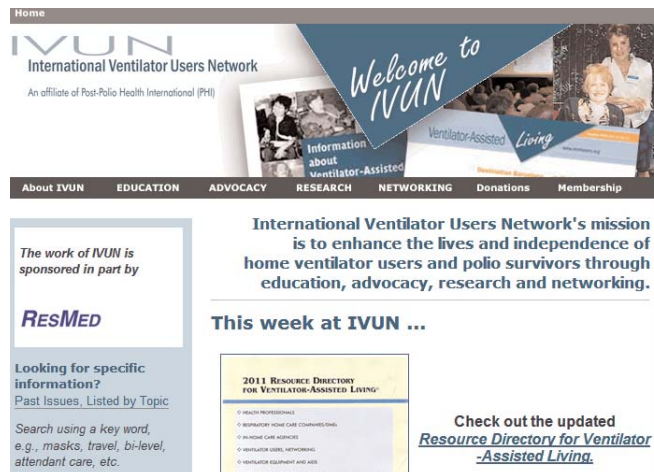 Home
IVUN
International Ventilator Users Network
An affiliate of Post-Polio Health International (PHI)
Welcome to
IVUN
Information
about
Ventilator-Assisted
Ventilator-Assisted Living
About IVUN EDUCATION ADVOCACY RESEARCH NETWORKING Donations Membership
The work of IVUN is
sponsored in part by
RESMED
Looking for specific
information?
Past Issues, Listed by Topic
Search using a key word,
e.g., masks, travel, bi-level,
attendant care, etc.
International Ventilator Users Network's mission
is to enhance the lives and independence of
home ventilator users and polio survivors through
education, advocacy, research and networking.
This week at IVUN ...
2011 RESOURCE DIRECTORY
FOR VENTILATOR-ASSISTED LIVING
HEALTH PROFESSIONALS
RESPIRATORY HOME CARE COMPANIES/DMEs
IN-HOME CARE AGENCIES
VENTILATOR USERS, NETWORKING
VENTILATOR EQUIPMENT AND AIDS
Check out the updated
Resource Directory for Ventilator
-Assisted Living.